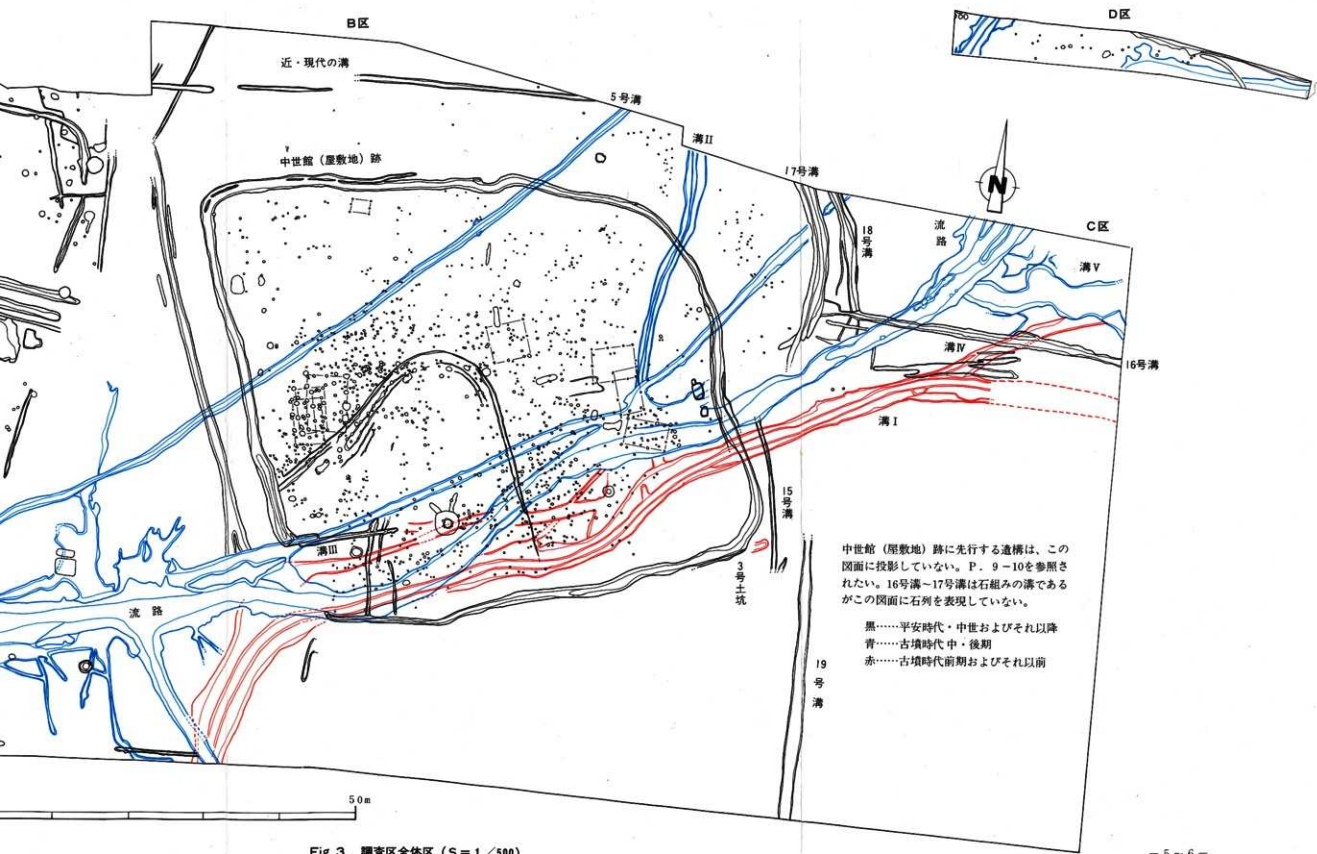 B区
D区
100
近・現代の溝
5号溝
溝II
中世館（屋敷地）跡
17号溝
N
18号溝
流路
C区
溝V
溝IV
16号溝
溝I
15号溝
溝III
3号土坑
流路
19号溝
中世館（屋敷地）跡に先行する遺構は、この
図面に投影していない。P. 9－10を参照さ
れたい。16号溝～17号溝は石組みの溝である
がこの図面に石列を表現していない。
黒……平安時代・中世およびそれ以降
青……古墳時代中・後期
赤……古墳時代前期およびそれ以前
50m
Fig 3 調査区全体区（S＝1／500）
－5～6－